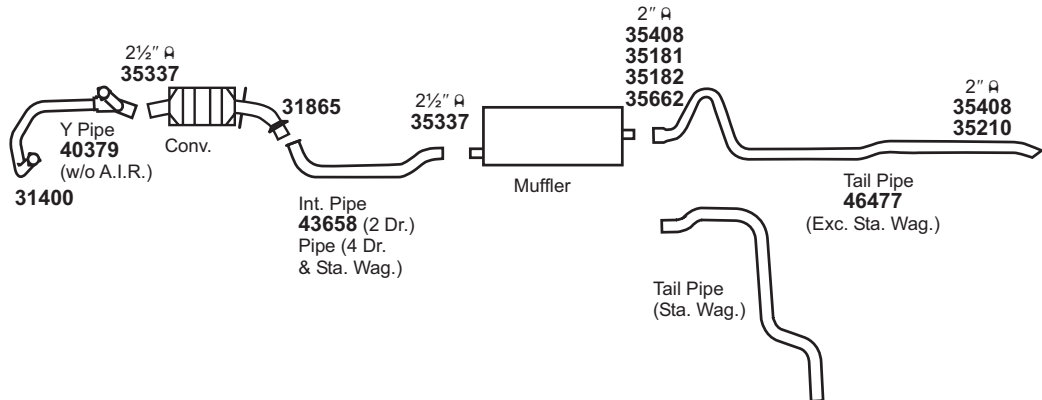 2½″
35337
Y Pipe
40379
(w/o A.I.R.)
31400
Conv.
31865
Int. Pipe
43658 (2 Dr.)
Pipe (4 Dr.
& Sta. Wag.)
2½″
35337
Muffler
2″
35408
35181
35182
35662
2″
35408
35210
Tail Pipe
46477
(Exc. Sta. Wag.)
Tail Pipe
(Sta. Wag.)